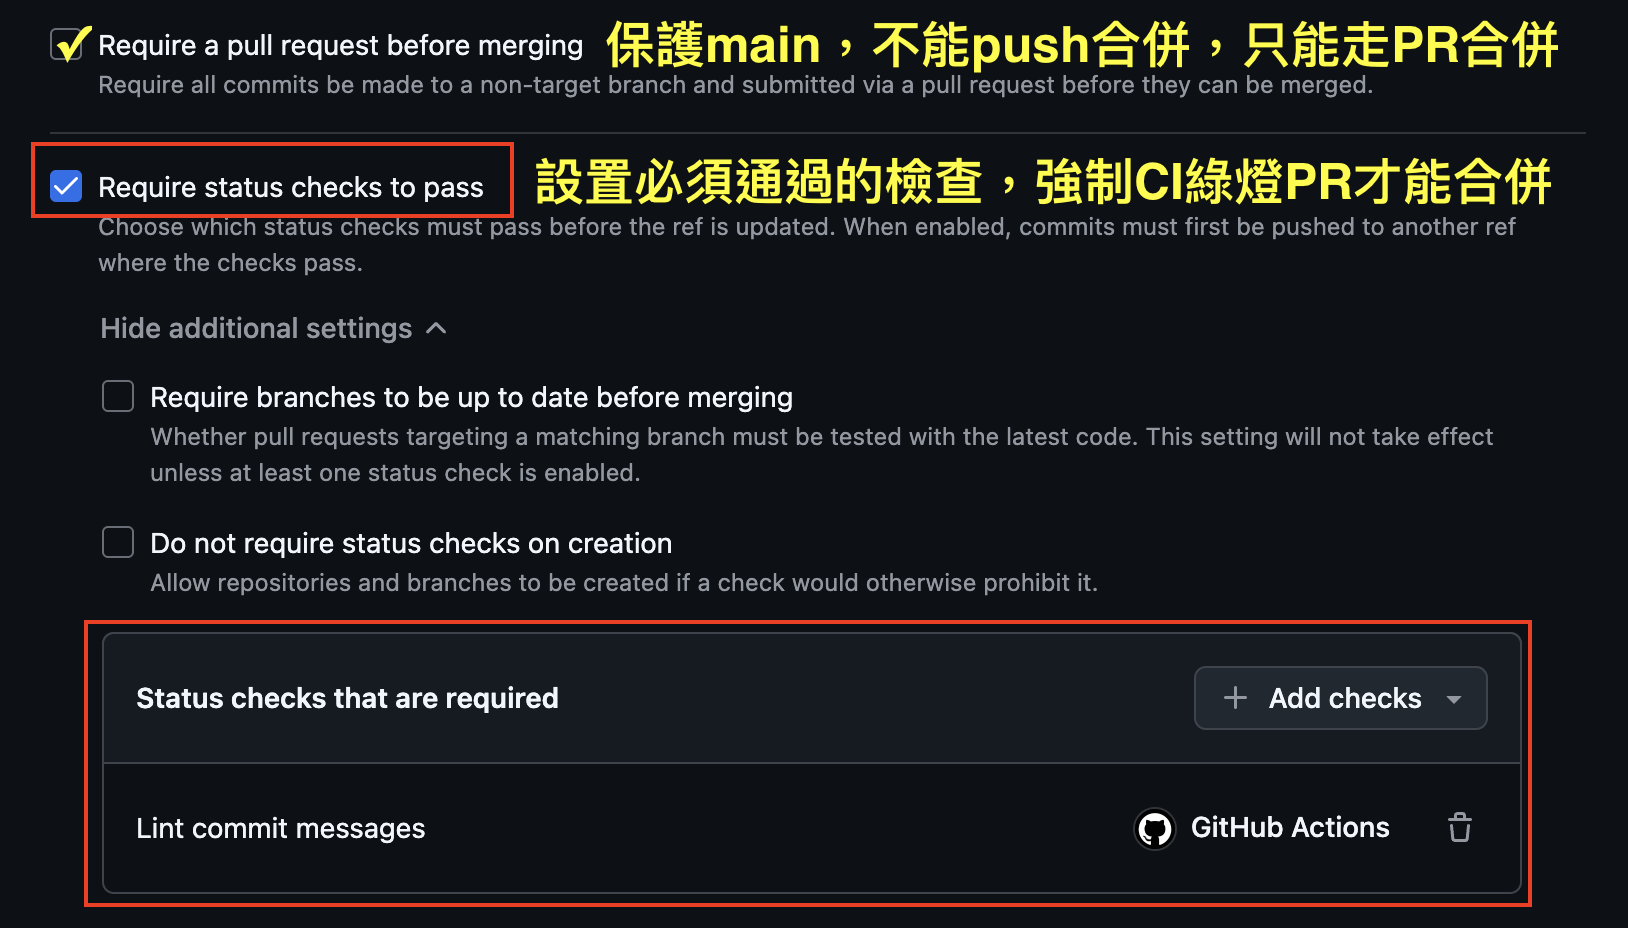 Require a pull request before merging 保護main，不能push合併，只能走PR合併
Require all commits be made to a non-target branch and submitted via a pull request before they can be merged.
Require status checks to pass 設置必須通過的檢查，強制CI綠燈PR才能合併
Choose which status checks must pass before the ref is updated. When enabled, commits must first be pushed to another ref
where the checks pass.
Hide additional settings
Require branches to be up to date before merging
Whether pull requests targeting a matching branch must be tested with the latest code. This setting will not take effect
unless at least one status check is enabled.
Do not require status checks on creation
Allow repositories and branches to be created if a check would otherwise prohibit it.
Status checks that are required
Add checks
Lint commit messages
GitHub Actions